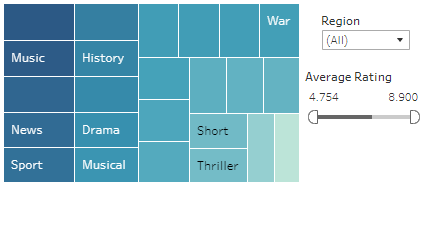 War
Region
Music
History
(All)
Average Rating
4.754
8.900
News
Drama
Short
Sport
Musical
Thriller